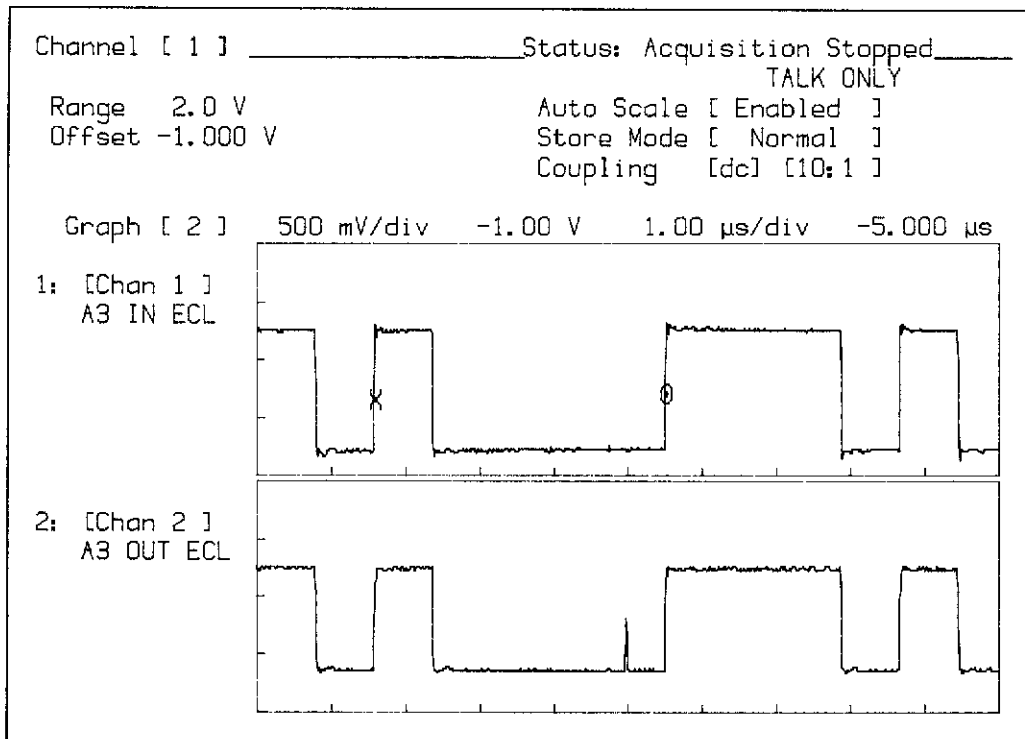 Channel [ 1 ] Status: Acquisition Stopped
TALK ONLY
Range 2.0 V Auto Scale [ Enabled ]
Offset -1.000 V Store Mode [ Normal ]
Coupling [dc] [10:1 ]
Graph [ 2 ] 500 mV/div -1.00 V 1.00 µs/div -5.000 µs
1: [Chan 1 ]
A3 IN ECL
2: [Chan 2 ]
A3 OUT ECL